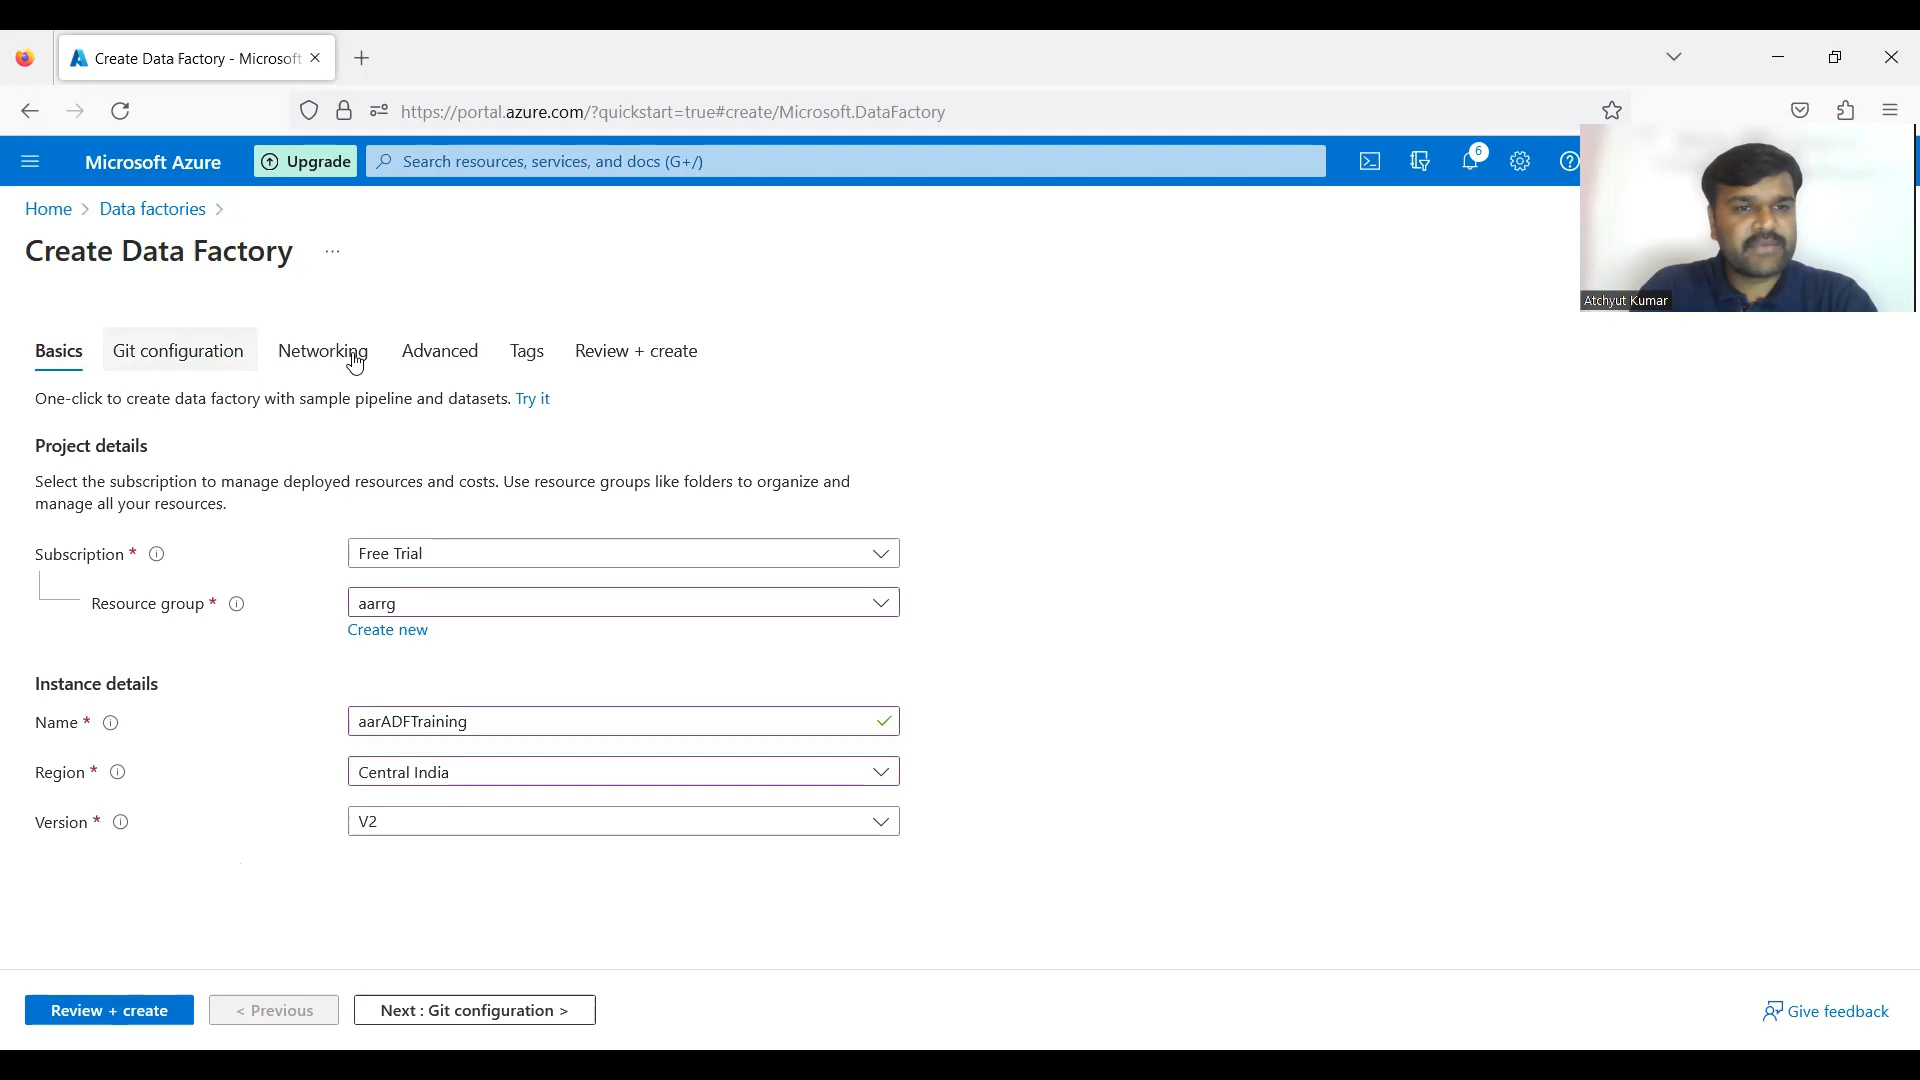 Create Data Factory - Microsoft
https://portal.azure.com/?quickstart=true#create/Microsoft.DataFactory
Microsoft Azure
Upgrade
Search resources, services, and docs (G+/)
6
Home > Data factories >
Create Data Factory ...
Atchyut Kumar
Basics Git configuration Networking Advanced Tags Review + create
One-click to create data factory with sample pipeline and datasets. Try it
Project details
Select the subscription to manage deployed resources and costs. Use resource groups like folders to organize and
manage all your resources.
Subscription * Free Trial
Resource group * aarrg
Create new
Instance details
Name * aarADFTraining
Region * Central India
Version * V2
Review + create < Previous Next : Git configuration > Give feedback